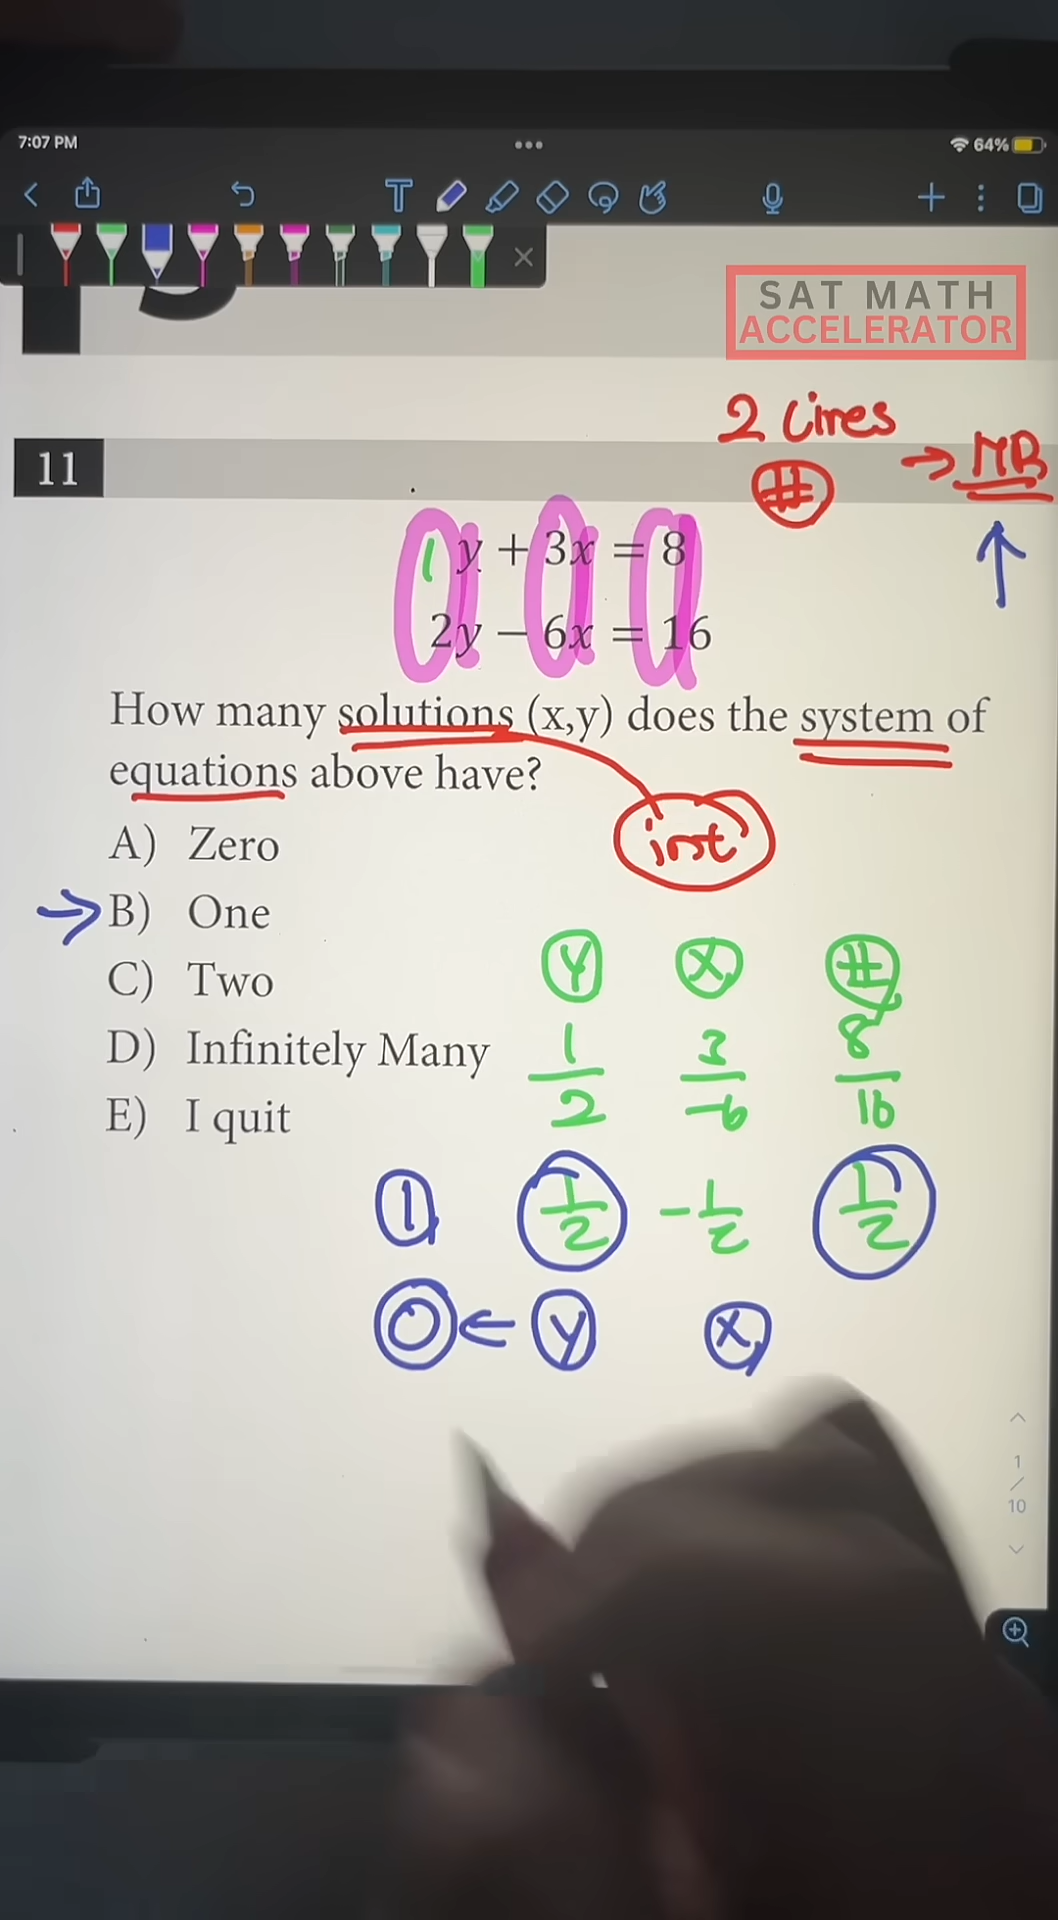 7:07 PM
64%
T
SAT MATH
ACCELERATOR
2 Lines
# → MB
11
1 y + 3x = 8
2y – 6x = 16
How many solutions (x,y) does the system of
equations above have?
int
A) Zero
→ B) One
C) Two
D) Infinitely Many
E) I quit
Y X #
1/2 3/-6 8/16
1 1/2 -1/2 1/2
0 ← y x
1
/
10